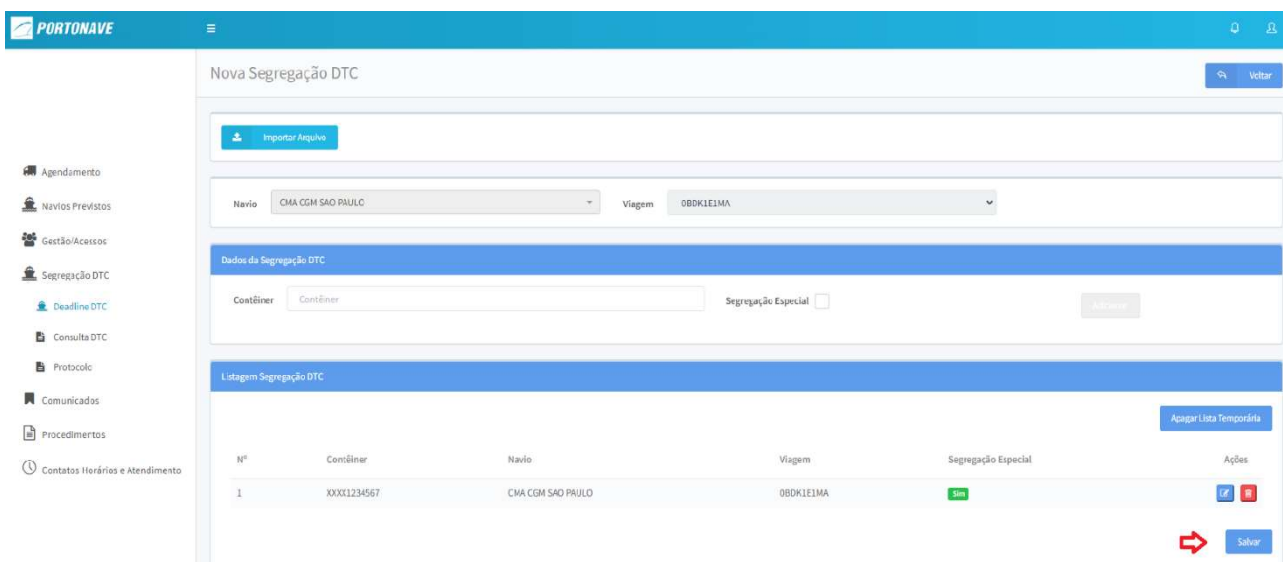 PORTONAVE
Nova Segregação DTC
Voltar
Importar Arquivo
Agendamento
Navios Previstos
Gestão/Acessos
Segregação DTC
Deadline DTC
Consulta DTC
Protocolo
Comunicados
Procedimentos
Contatos Horários e Atendimento
Navio CMA CGM SAO PAULO Viagem 0BDK1E1MA
Dados da Segregação DTC
Contêiner Contêiner Segregação Especial Adicionar
Listagem Segregação DTC
Apagar Lista Temporária
Nº Contêiner Navio Viagem Segregação Especial Ações
1 XXXX1234567 CMA CGM SAO PAULO 0BDK1E1MA Sim
Salvar